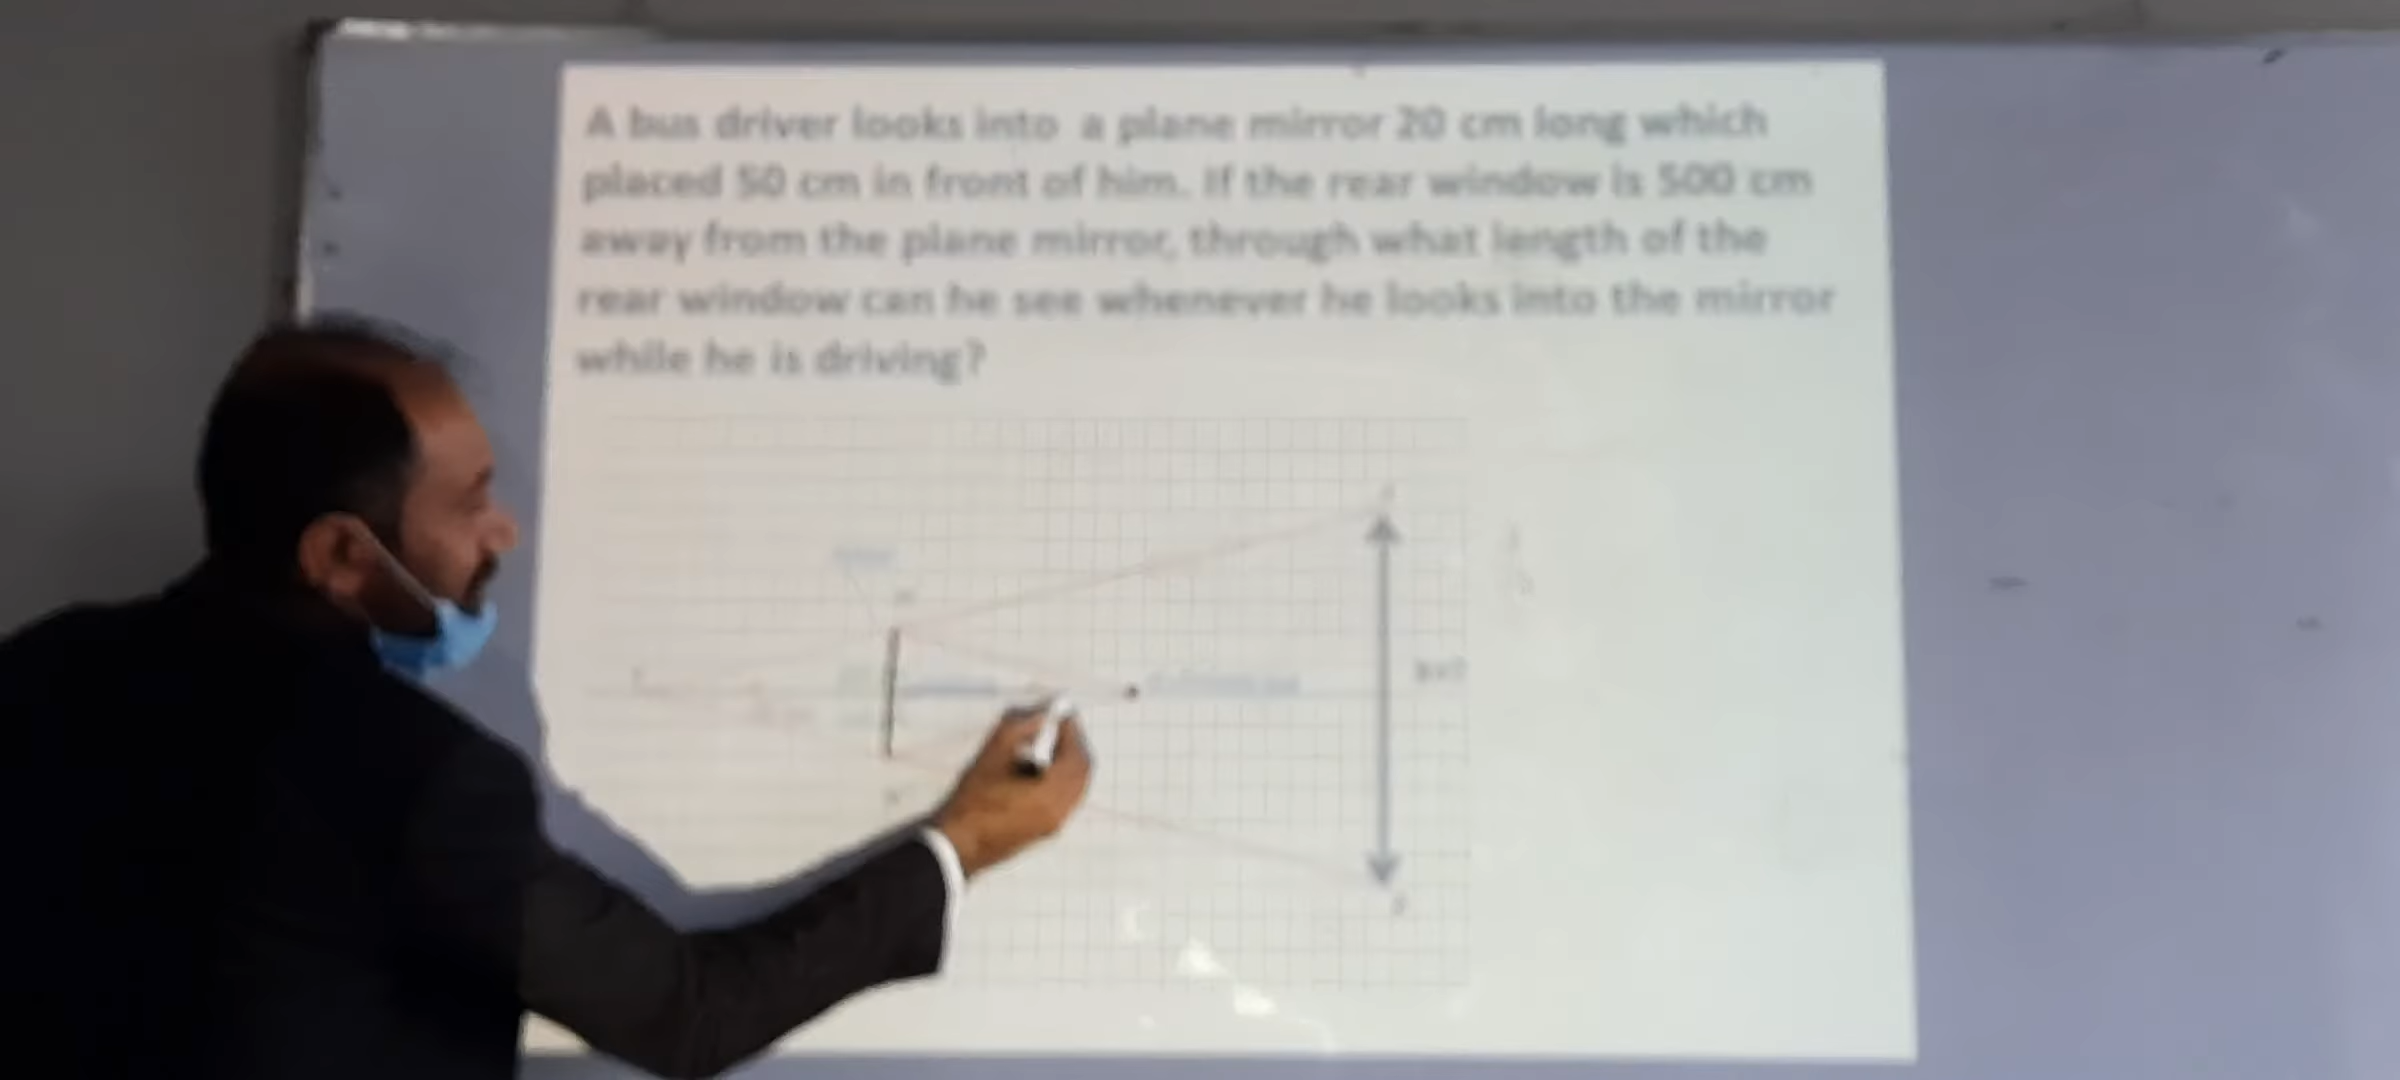 A bus driver looks into a plane mirror 20 cm long which
placed 50 cm in front of him. If the rear window is 500 cm
away from the plane mirror, through what length of the
rear window can he see whenever he looks into the mirror
while he is driving?